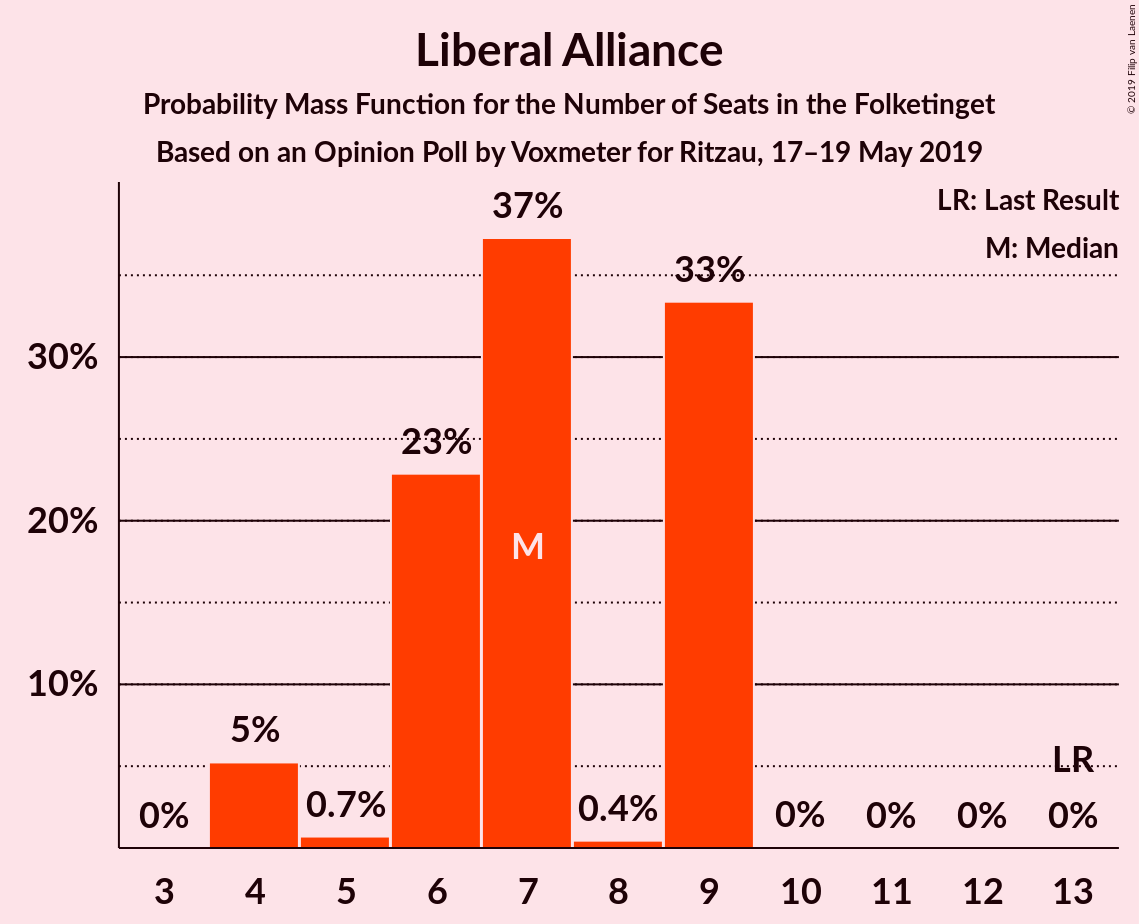 Liberal Alliance
Probability Mass Function for the Number of Seats in the Folketinget
Based on an Opinion Poll by Voxmeter for Ritzau, 17–19 May 2019
© 2019 Filip van Laenen
LR: Last Result
M: Median
30%
20%
10%
0%
5%
0.7%
23%
37%
M
0.4%
33%
0%
0%
0%
LR
0%
3 4 5 6 7 8 9 10 11 12 13